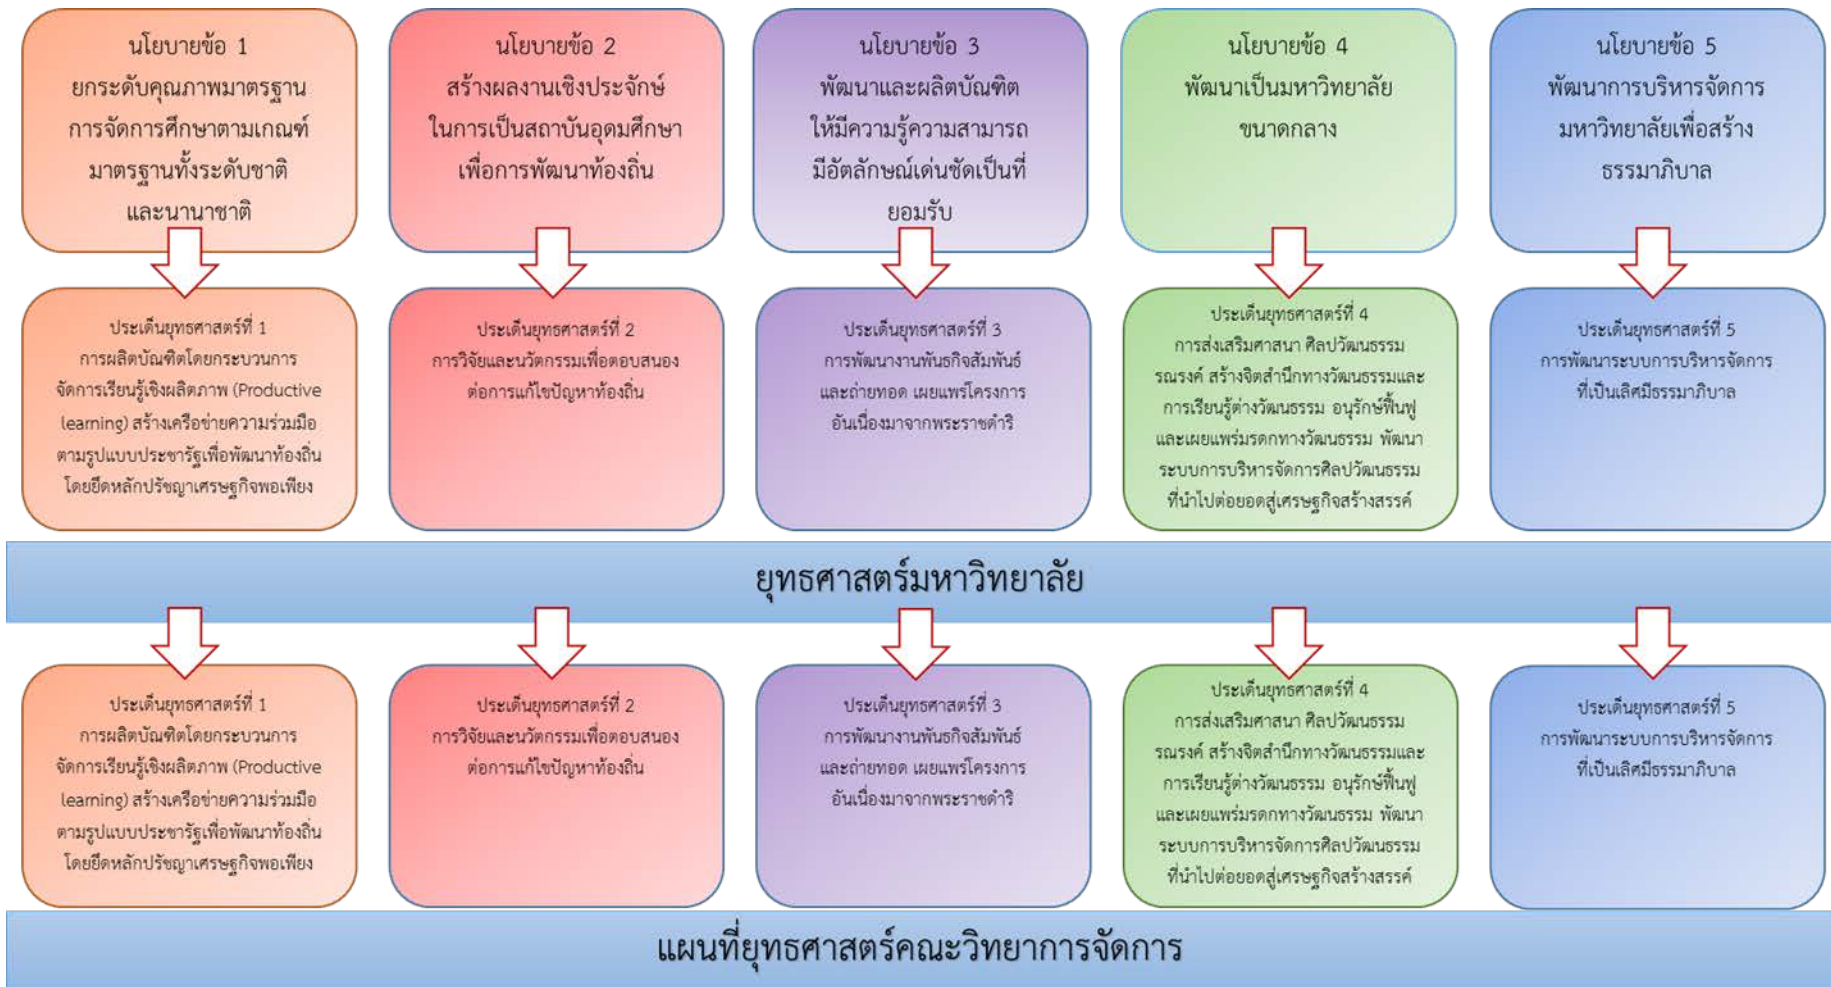 นโยบายข้อ 1
ยกระดับคุณภาพมาตรฐาน
การจัดการศึกษาตามเกณฑ์
มาตรฐานทั้งระดับชาติ
และนานาชาติ
นโยบายข้อ 2
สร้างผลงานเชิงประจักษ์
ในการเป็นสถาบันอุดมศึกษา
เพื่อการพัฒนาท้องถิ่น
นโยบายข้อ 3
พัฒนาและผลิตบัณฑิต
ให้มีความรู้ความสามารถ
มีอัตลักษณ์เด่นชัดเป็นที่
ยอมรับ
นโยบายข้อ 4
พัฒนาเป็นมหาวิทยาลัย
ขนาดกลาง
นโยบายข้อ 5
พัฒนาการบริหารจัดการ
มหาวิทยาลัยเพื่อสร้าง
ธรรมาภิบาล
ประเด็นยุทธศาสตร์ที่ 1
การผลิตบัณฑิตโดยกระบวนการ
จัดการเรียนรู้เชิงผลิตภาพ (Productive
learning) สร้างเครือข่ายความร่วมมือ
ตามรูปแบบประชารัฐเพื่อพัฒนาท้องถิ่น
โดยยึดหลักปรัชญาเศรษฐกิจพอเพียง
ประเด็นยุทธศาสตร์ที่ 2
การวิจัยและนวัตกรรมเพื่อตอบสนอง
ต่อการแก้ไขปัญหาท้องถิ่น
ประเด็นยุทธศาสตร์ที่ 3
การพัฒนางานพันธกิจสัมพันธ์
และถ่ายทอด เผยแพร่โครงการ
อันเนื่องมาจากพระราชดำริ
ประเด็นยุทธศาสตร์ที่ 4
การส่งเสริมศาสนา ศิลปวัฒนธรรม
รณรงค์ สร้างจิตสำนึกทางวัฒนธรรมและ
การเรียนรู้ต่างวัฒนธรรม อนุรักษ์ฟื้นฟู
และเผยแพร่มรดกทางวัฒนธรรม พัฒนา
ระบบการบริหารจัดการศิลปวัฒนธรรม
ที่นำไปต่อยอดสู่เศรษฐกิจสร้างสรรค์
ประเด็นยุทธศาสตร์ที่ 5
การพัฒนาระบบการบริหารจัดการ
ที่เป็นเลิศมีธรรมาภิบาล
ยุทธศาสตร์มหาวิทยาลัย
ประเด็นยุทธศาสตร์ที่ 1
การผลิตบัณฑิตโดยกระบวนการ
จัดการเรียนรู้เชิงผลิตภาพ (Productive
learning) สร้างเครือข่ายความร่วมมือ
ตามรูปแบบประชารัฐเพื่อพัฒนาท้องถิ่น
โดยยึดหลักปรัชญาเศรษฐกิจพอเพียง
ประเด็นยุทธศาสตร์ที่ 2
การวิจัยและนวัตกรรมเพื่อตอบสนอง
ต่อการแก้ไขปัญหาท้องถิ่น
ประเด็นยุทธศาสตร์ที่ 3
การพัฒนางานพันธกิจสัมพันธ์
และถ่ายทอด เผยแพร่โครงการ
อันเนื่องมาจากพระราชดำริ
ประเด็นยุทธศาสตร์ที่ 4
การส่งเสริมศาสนา ศิลปวัฒนธรรม
รณรงค์ สร้างจิตสำนึกทางวัฒนธรรมและ
การเรียนรู้ต่างวัฒนธรรม อนุรักษ์ฟื้นฟู
และเผยแพร่มรดกทางวัฒนธรรม พัฒนา
ระบบการบริหารจัดการศิลปวัฒนธรรม
ที่นำไปต่อยอดสู่เศรษฐกิจสร้างสรรค์
ประเด็นยุทธศาสตร์ที่ 5
การพัฒนาระบบการบริหารจัดการ
ที่เป็นเลิศมีธรรมาภิบาล
แผนที่ยุทธศาสตร์คณะวิทยาการจัดการ